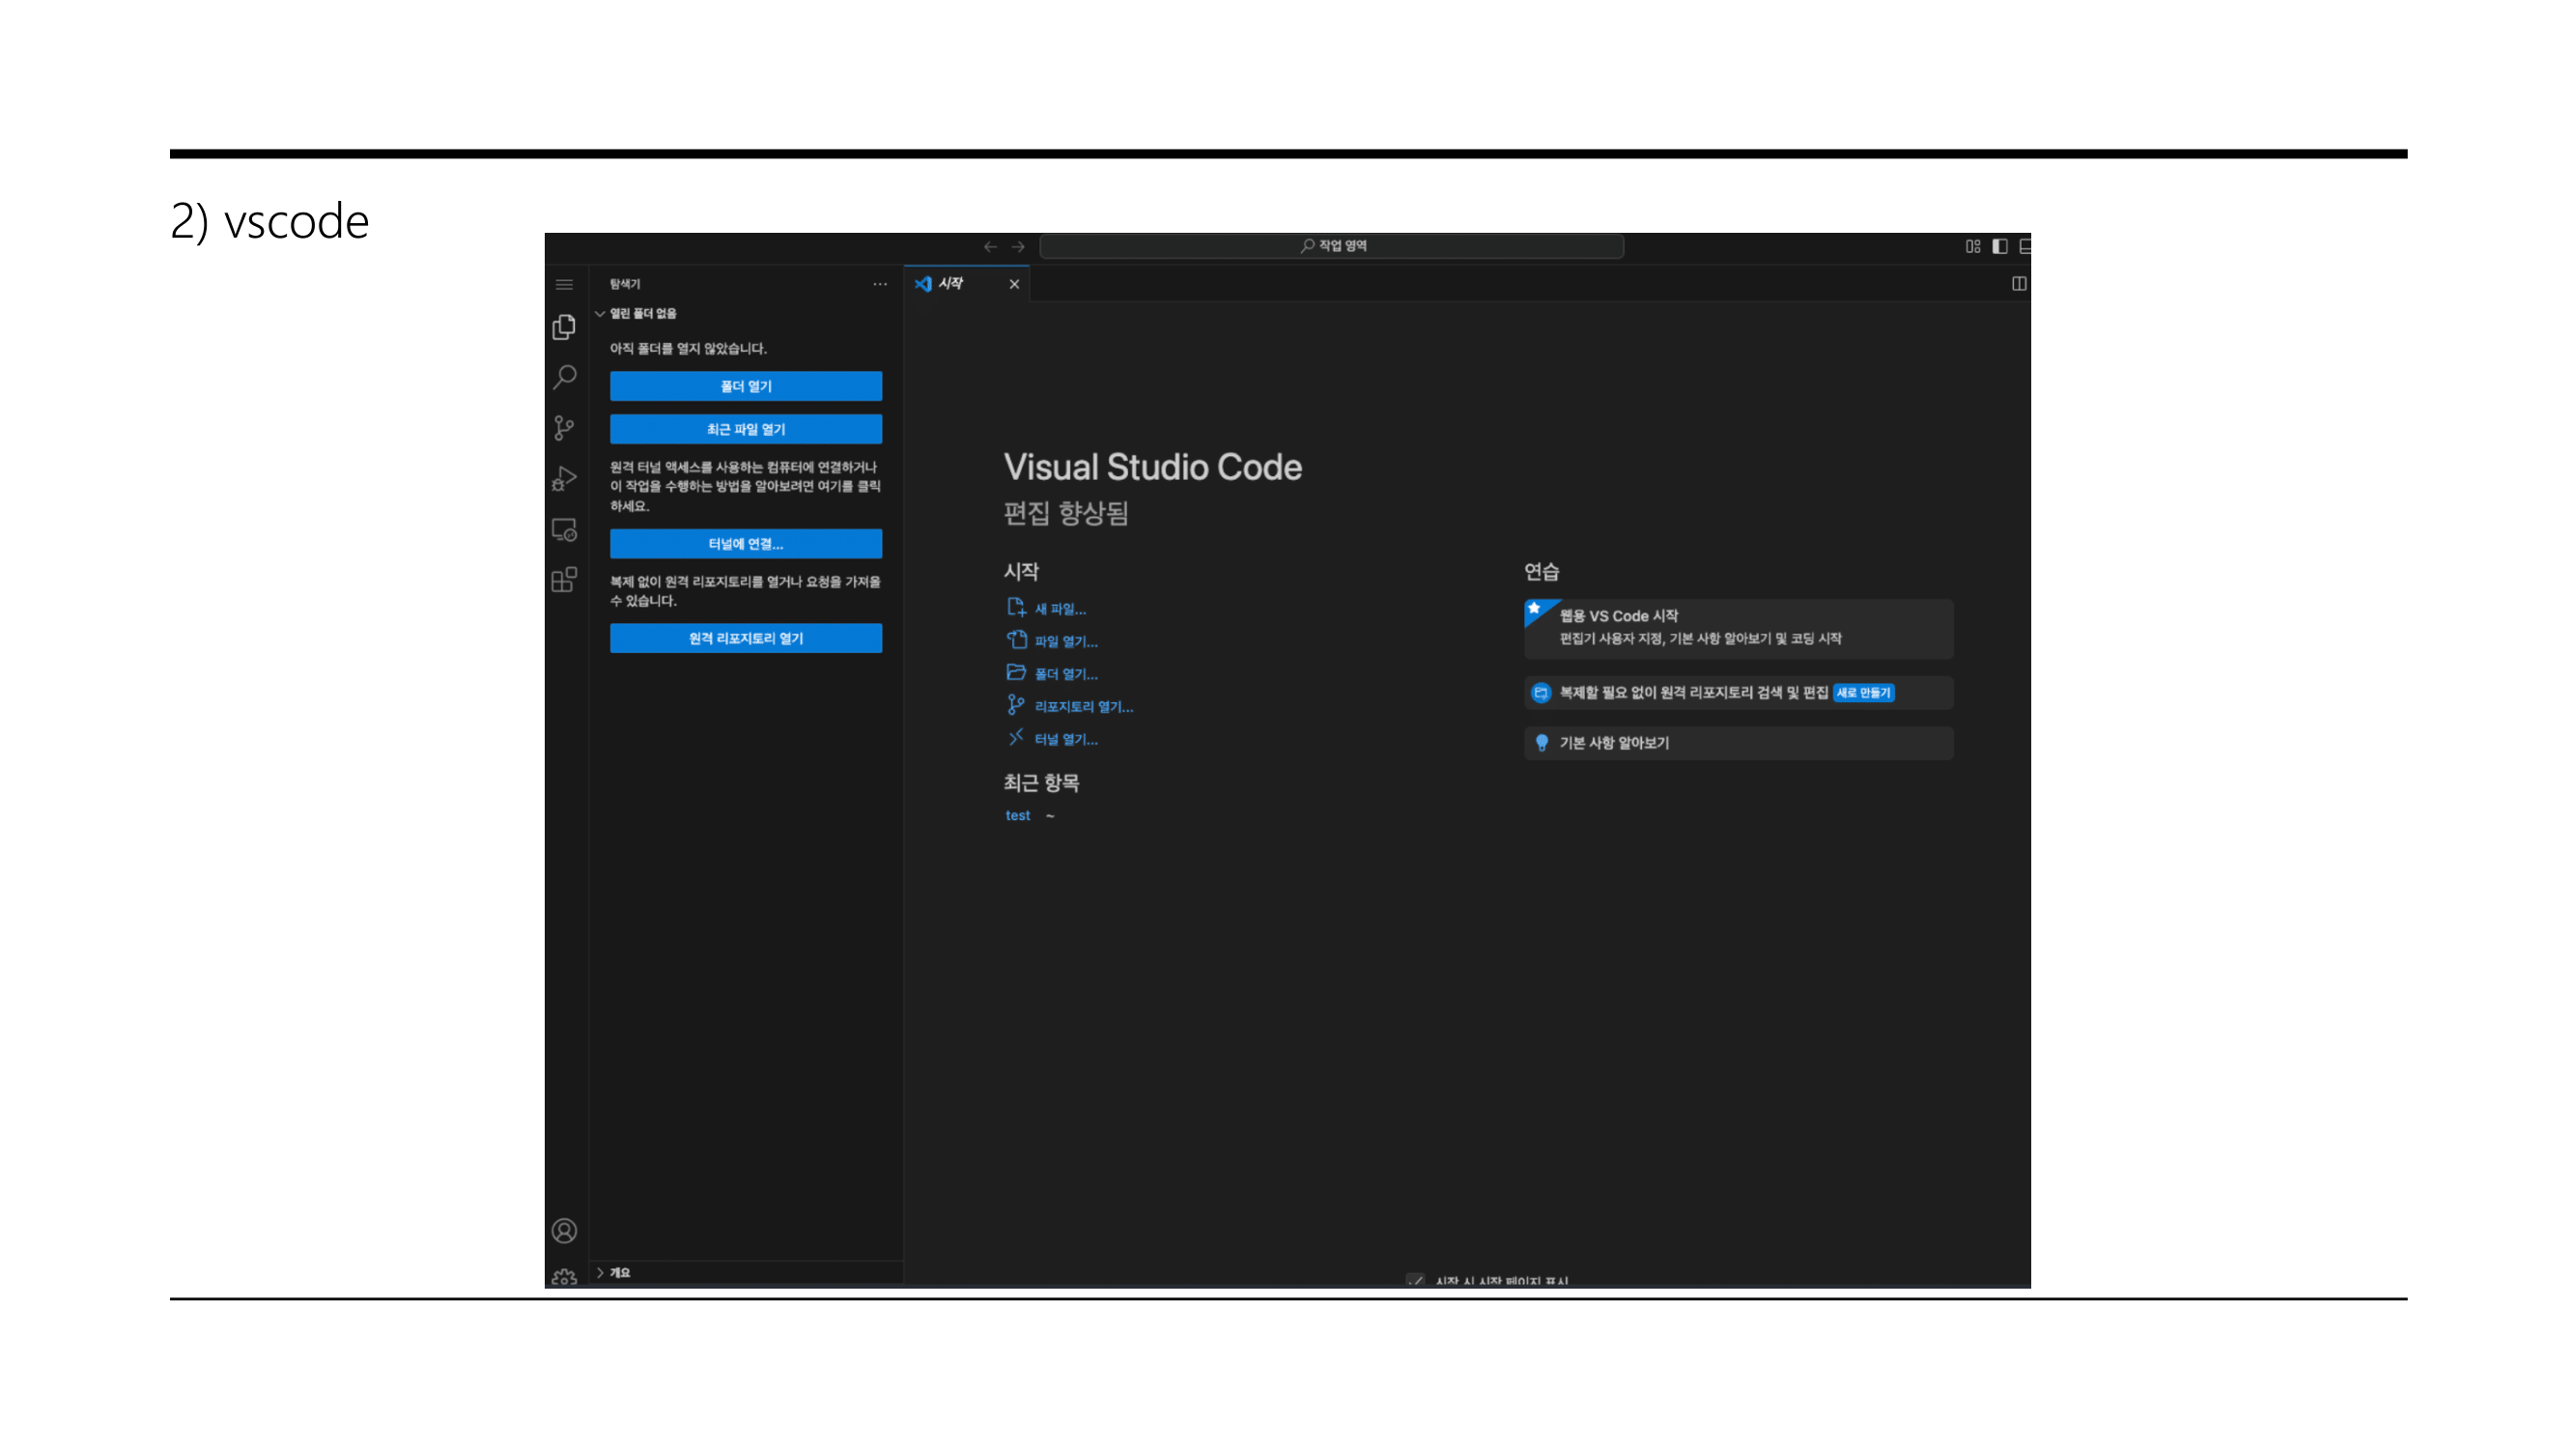 2) vscode
작업 영역
탐색기
시작
열린 폴더 없음
아직 폴더를 열지 않았습니다.
폴더 열기
최근 파일 열기
원격 터널 액세스를 사용하는 컴퓨터에 연결하거나
이 작업을 수행하는 방법을 알아보려면 여기를 클릭
하세요.
터널에 연결...
복제 없이 원격 리포지토리를 열거나 요청을 가져올
수 있습니다.
원격 리포지토리 열기
개요
Visual Studio Code
편집 향상됨
시작
새 파일...
파일 열기...
폴더 열기...
리포지토리 열기...
터널 열기...
최근 항목
test ~
연습
웹용 VS Code 시작
편집기 사용자 지정, 기본 사항 알아보기 및 코딩 시작
복제할 필요 없이 원격 리포지토리 검색 및 편집 새로 만들기
기본 사항 알아보기
시작 시 시작 페이지 표시